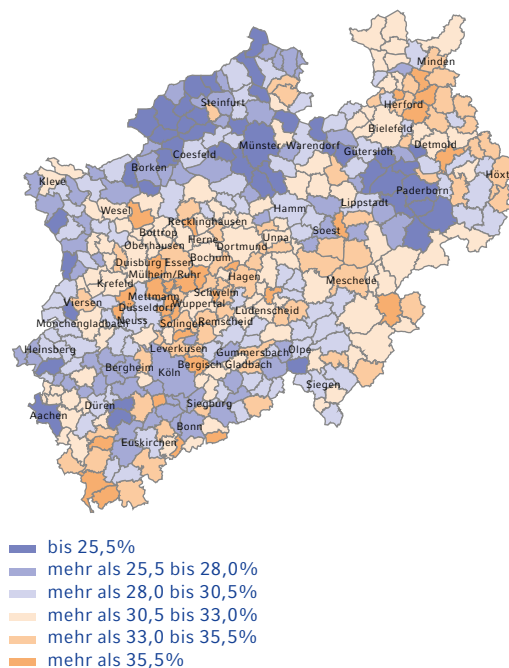 Minden
Steinfurt
Herford
Bielefeld
Münster Warendorf
Detmold
Gütersloh
Coesfeld
Borken
Höxt
Kleve
Paderborn
Lippstadt
Wesel
Hamm
Recklinghausen
Bottrop
Soest
Herne
Unna
Oberhausen
Dortmund
Bochum
Duisburg Essen
Mülheim/Ruhr
Hagen
Meschede
Krefeld
Schwelm
Mettmann
Viersen
Wuppertal
Düsseldorf
Lüdenscheid
Mönchengladbach
Neuss
Solingen
Remscheid
Heinsberg
Leverkusen
Gummersbach
Olpe
Bergheim
Bergisch Gladbach
Köln
Siegen
Düren
Siegburg
Aachen
Bonn
Euskirchen
bis 25,5%
mehr als 25,5 bis 28,0%
mehr als 28,0 bis 30,5%
mehr als 30,5 bis 33,0%
mehr als 33,0 bis 35,5%
mehr als 35,5%